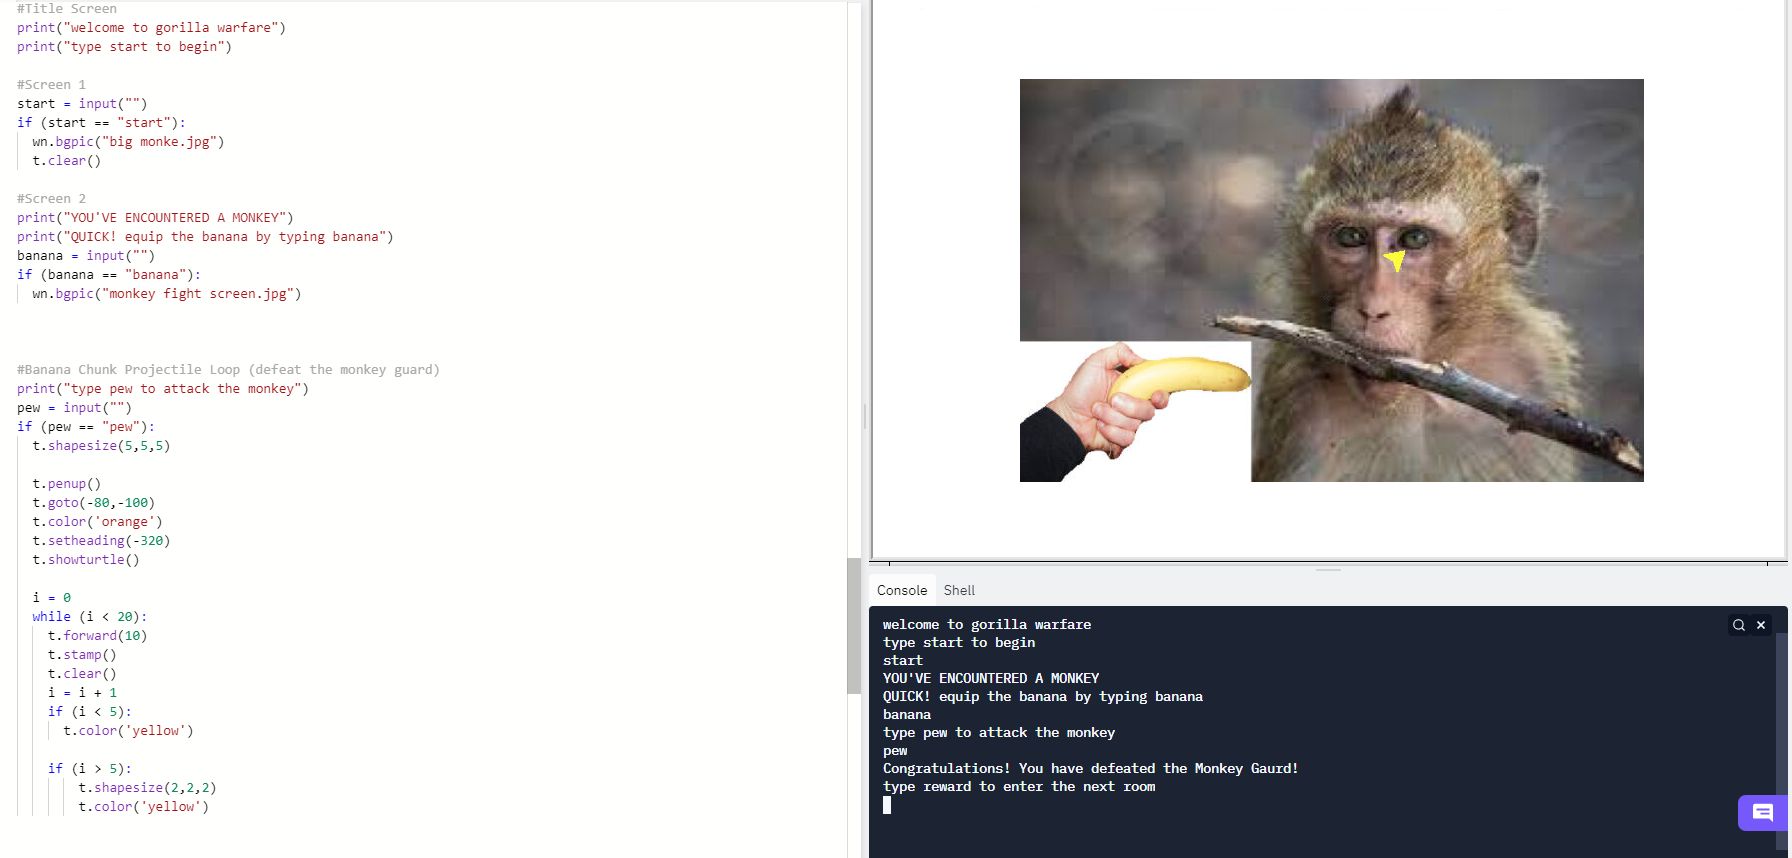 #Title Screen
print("welcome to gorilla warfare")
print("type start to begin")
#Screen 1
start = input("")
if (start == "start"):
wn.bgpic("big monke.jpg")
t.clear()
#Screen 2
print("YOU'VE ENCOUNTERED A MONKEY")
print("QUICK! equip the banana by typing banana")
banana = input("")
if (banana == "banana"):
wn.bgpic("monkey fight screen.jpg")
#Banana Chunk Projectile Loop (defeat the monkey guard)
print("type pew to attack the monkey")
pew = input("")
if (pew == "pew"):
t.shapesize(5,5,5)
t.penup()
t.goto(-80,-100)
t.color('orange')
t.setheading(-320)
t.showturtle()
i = 0
while (i < 20):
t.forward(10)
t.stamp()
t.clear()
i = i + 1
if (i < 5):
t.color('yellow')
if (i > 5):
t.shapesize(2,2,2)
t.color('yellow')
Console Shell
welcome to gorilla warfare
type start to begin
start
YOU'VE ENCOUNTERED A MONKEY
QUICK! equip the banana by typing banana
banana
type pew to attack the monkey
pew
Congratulations! You have defeated the Monkey Gaurd!
type reward to enter the next room